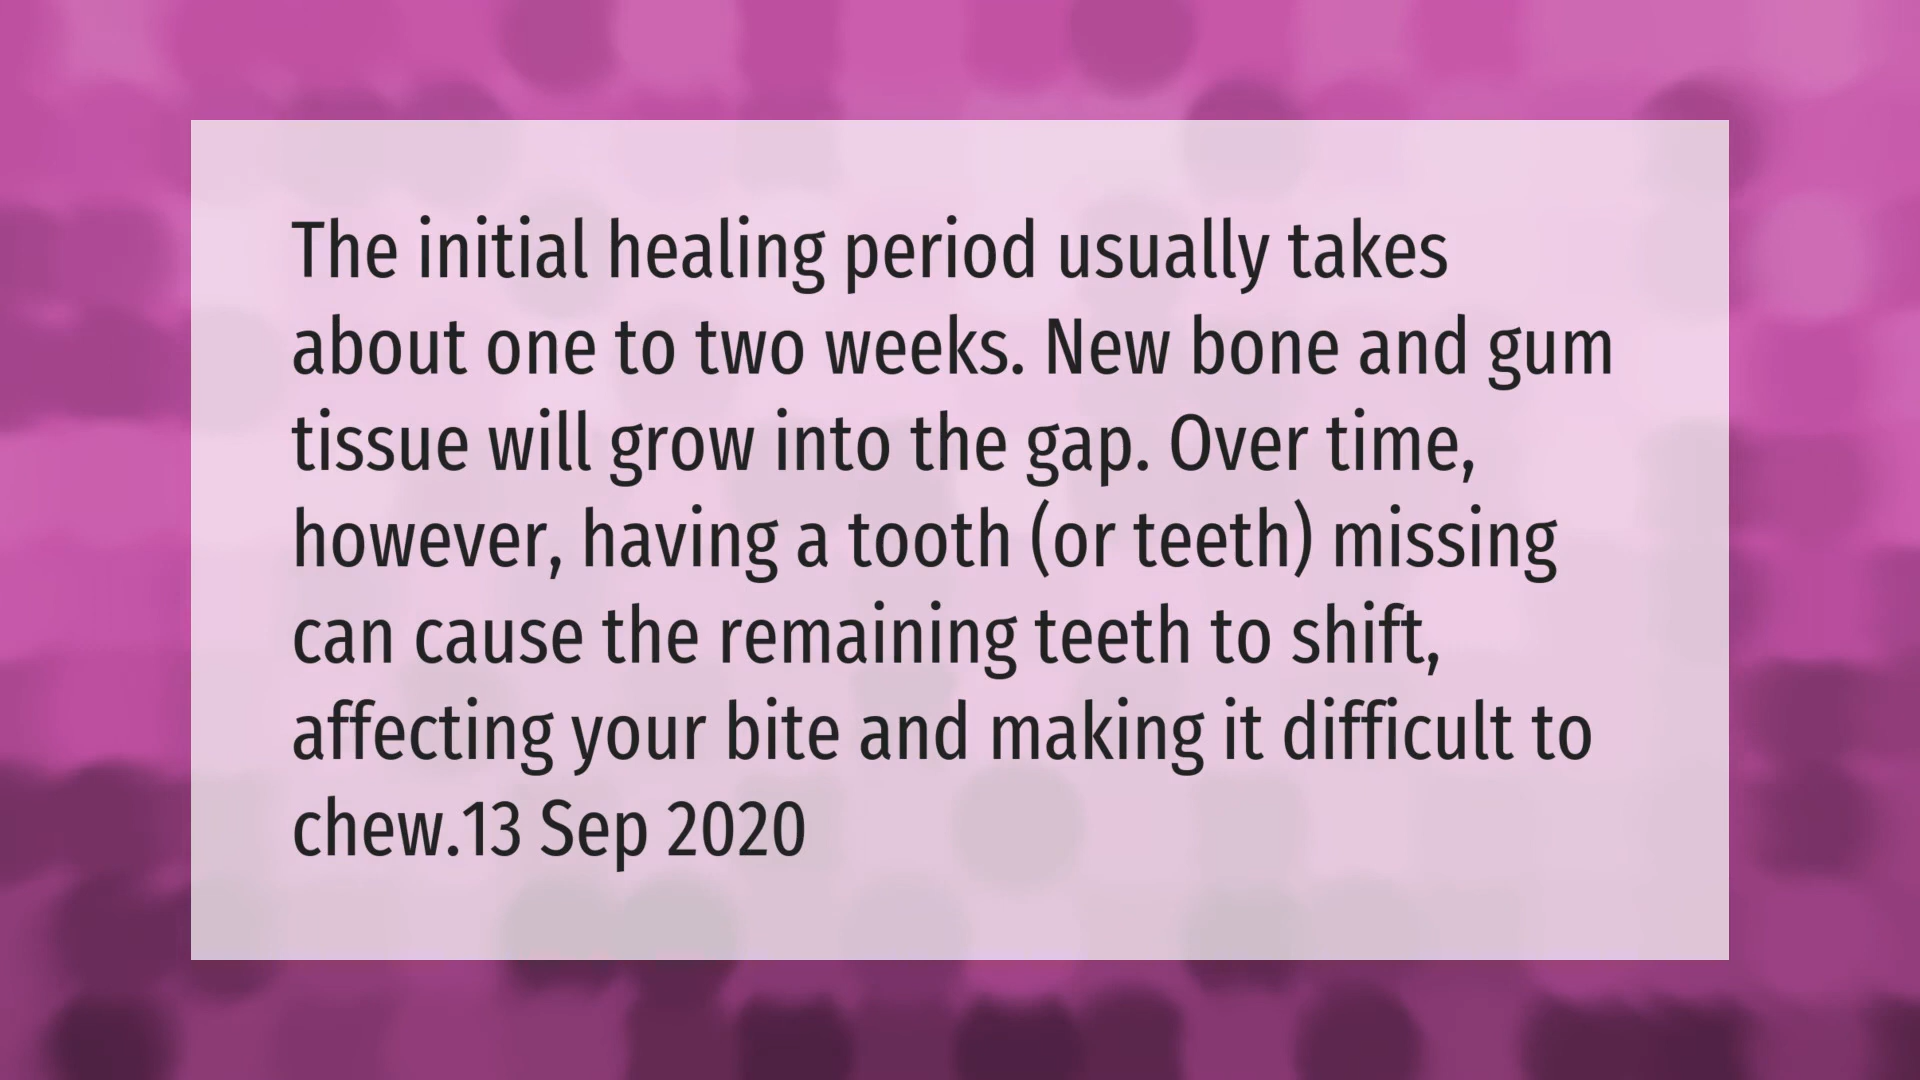 The initial healing period usually takes
about one to two weeks. New bone and gum
tissue will grow into the gap. Over time,
however, having a tooth (or teeth) missing
can cause the remaining teeth to shift,
affecting your bite and making it difficult to
chew.13 Sep 2020